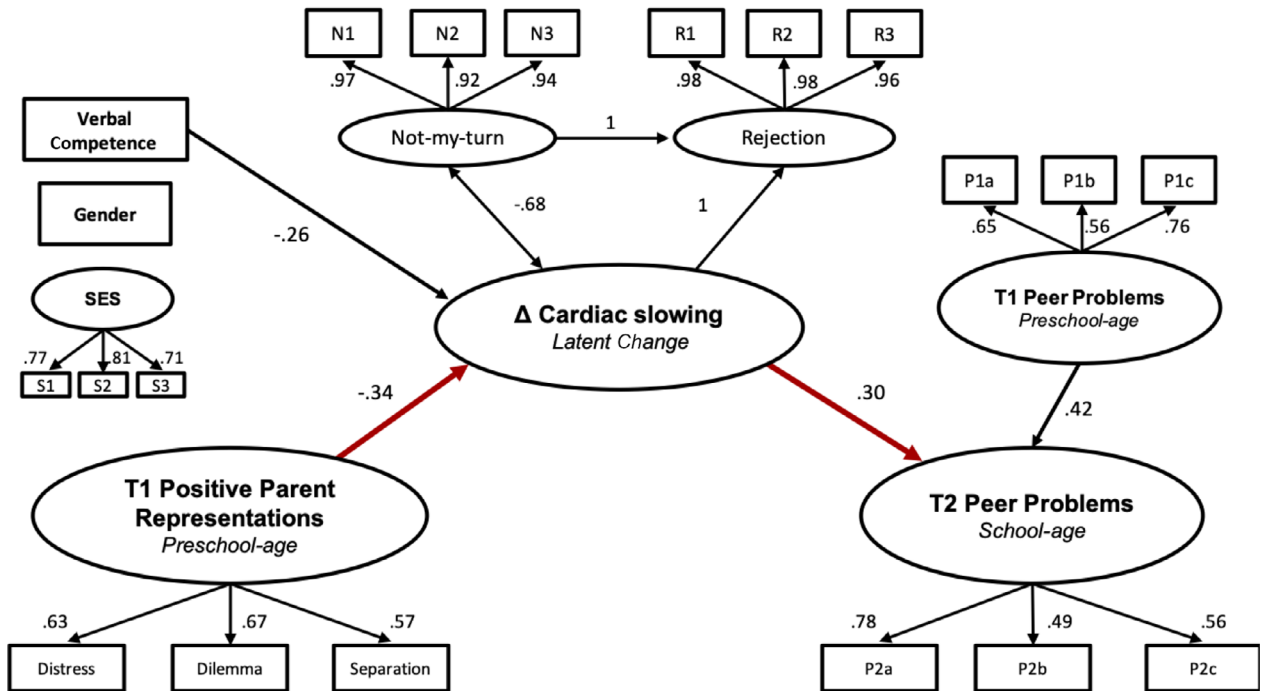 N1 N2 N3 R1 R2 R3
.97 .92 .94 .98 .98 .96
Verbal
Competence
Not-my-turn 1 Rejection
P1a P1b P1c
Gender
-.68 1
.65 .56 .76
-.26
SES
T1 Peer Problems
Preschool-age
Δ Cardiac slowing
Latent Change
.77 .81 .71
S1 S2 S3
-.34 .30 .42
T1 Positive Parent
Representations
Preschool-age
T2 Peer Problems
School-age
.63 .67 .57 .78 .49 .56
Distress Dilemma Separation P2a P2b P2c